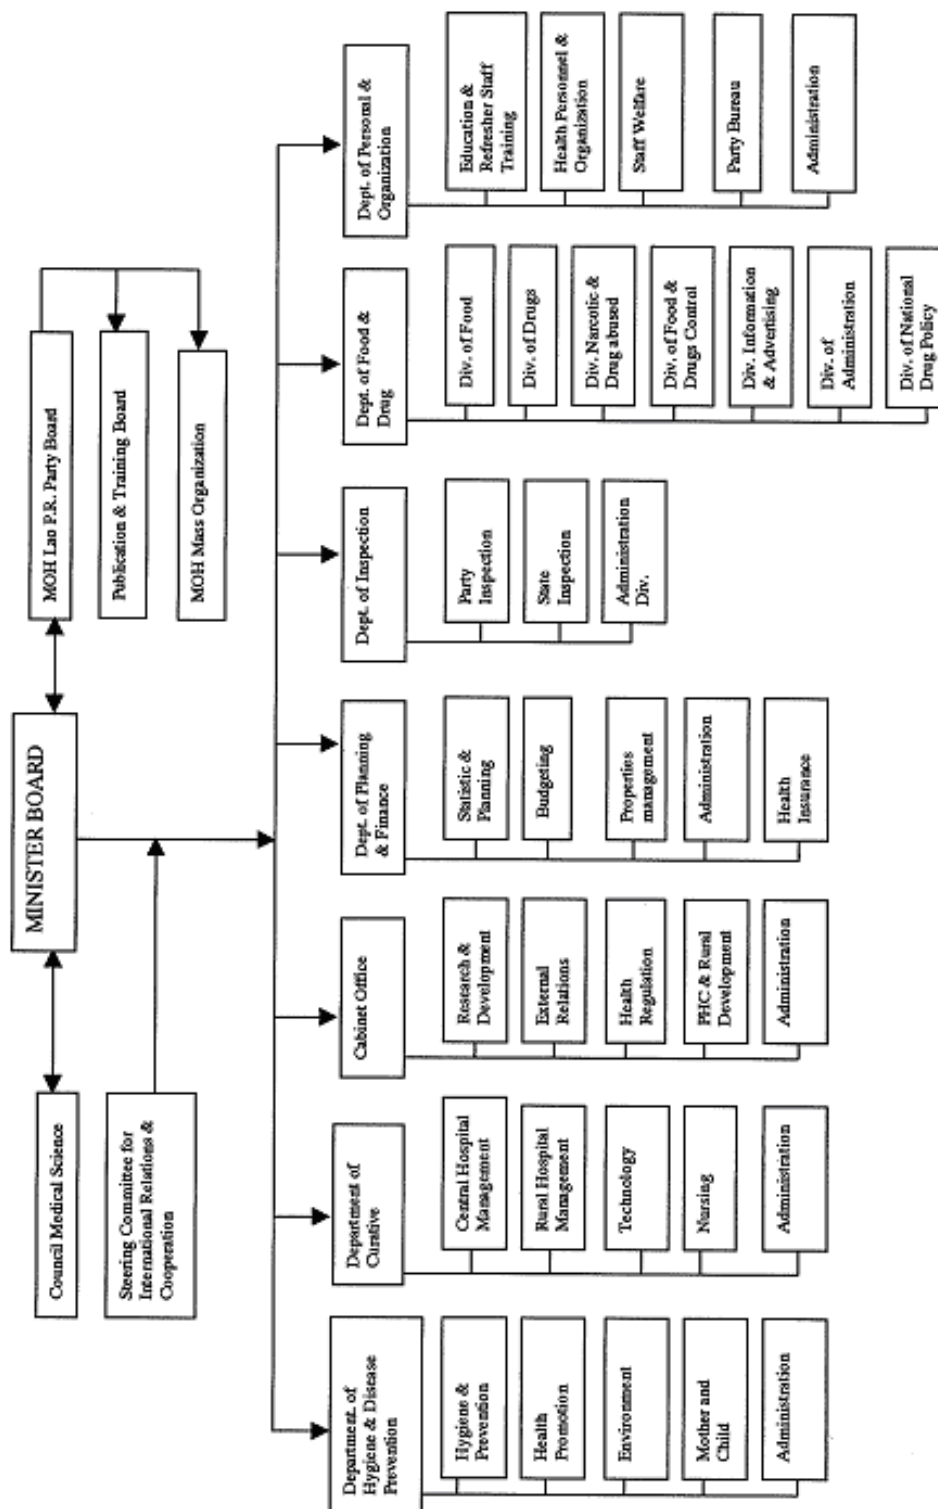 MINISTER BOARD
Council Medical Science
Steering Committee for
International Relations &
Cooperation
MOH Lao P.R. Party Board
Publication & Training Board
MOH Mass Organization
Department. of
Hygiene & Disease
Prevention
Hygiene &
Prevention
Health
Promotion
Environment
Mother and
Child
Administration
Department of
Curative
Central Hospital
Management
Rural Hospital
Management
Technology
Nursing
Administration
Cabinet Office
Research &
Development
External
Relations
Health
Regulation
PHC & Rural
Development
Administration
Dept. of Planning
& Finance
Statistic &
Planning
Budgeting
Properties
management
Administration
Health
Insurance
Dept. of Inspection
Party
Inspection
State
Inspection
Administration
Div.
Dept. of Food &
Drug
Div. of Food
Div. of Drugs
Div. Narcotic &
Drug abused
Div. of Food &
Drugs Control
Div. Information
& Advertising
Div. of
Administration
Div. of National
Drug Policy
Dept. of Personal &
Organization
Education &
Refresher Staff
Training
Health Personnel &
Organization
Staff Welfare
Party Bureau
Administration